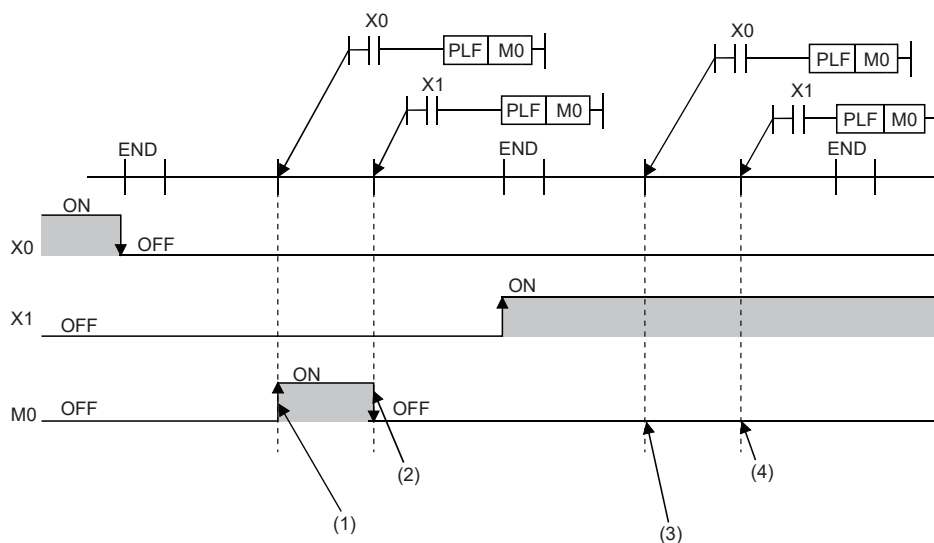 X0
PLF M0
X1
PLF M0
X0
PLF M0
X1
PLF M0
END
END
END
ON
X0
OFF
ON
X1
OFF
ON
M0
OFF
OFF
(1)
(2)
(3)
(4)